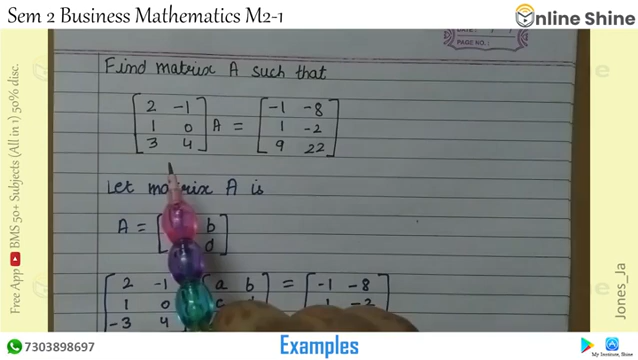 Sem 2 Business Mathematics M2-1
Online Shine
DATE: / /
PAGE NO.:
Find matrix A such that
[ 2 -1 ] [ -1 -8 ]
[ 1 0 ] A = [ 1 -2 ]
[ 3 4 ] [ 9 22 ]
Let matrix A is
A = [ b ]
[ d ]
[ 2 -1 ] [ a b ] = [ -1 -8 ]
[ 1 0 ] [ c ] [ 1 -2 ]
[ -3 4 ]
Free App BMS 50+ Subjects (All in 1) 50% disc.
Jones_Ja
7303898697
Examples
My Institute, Shine